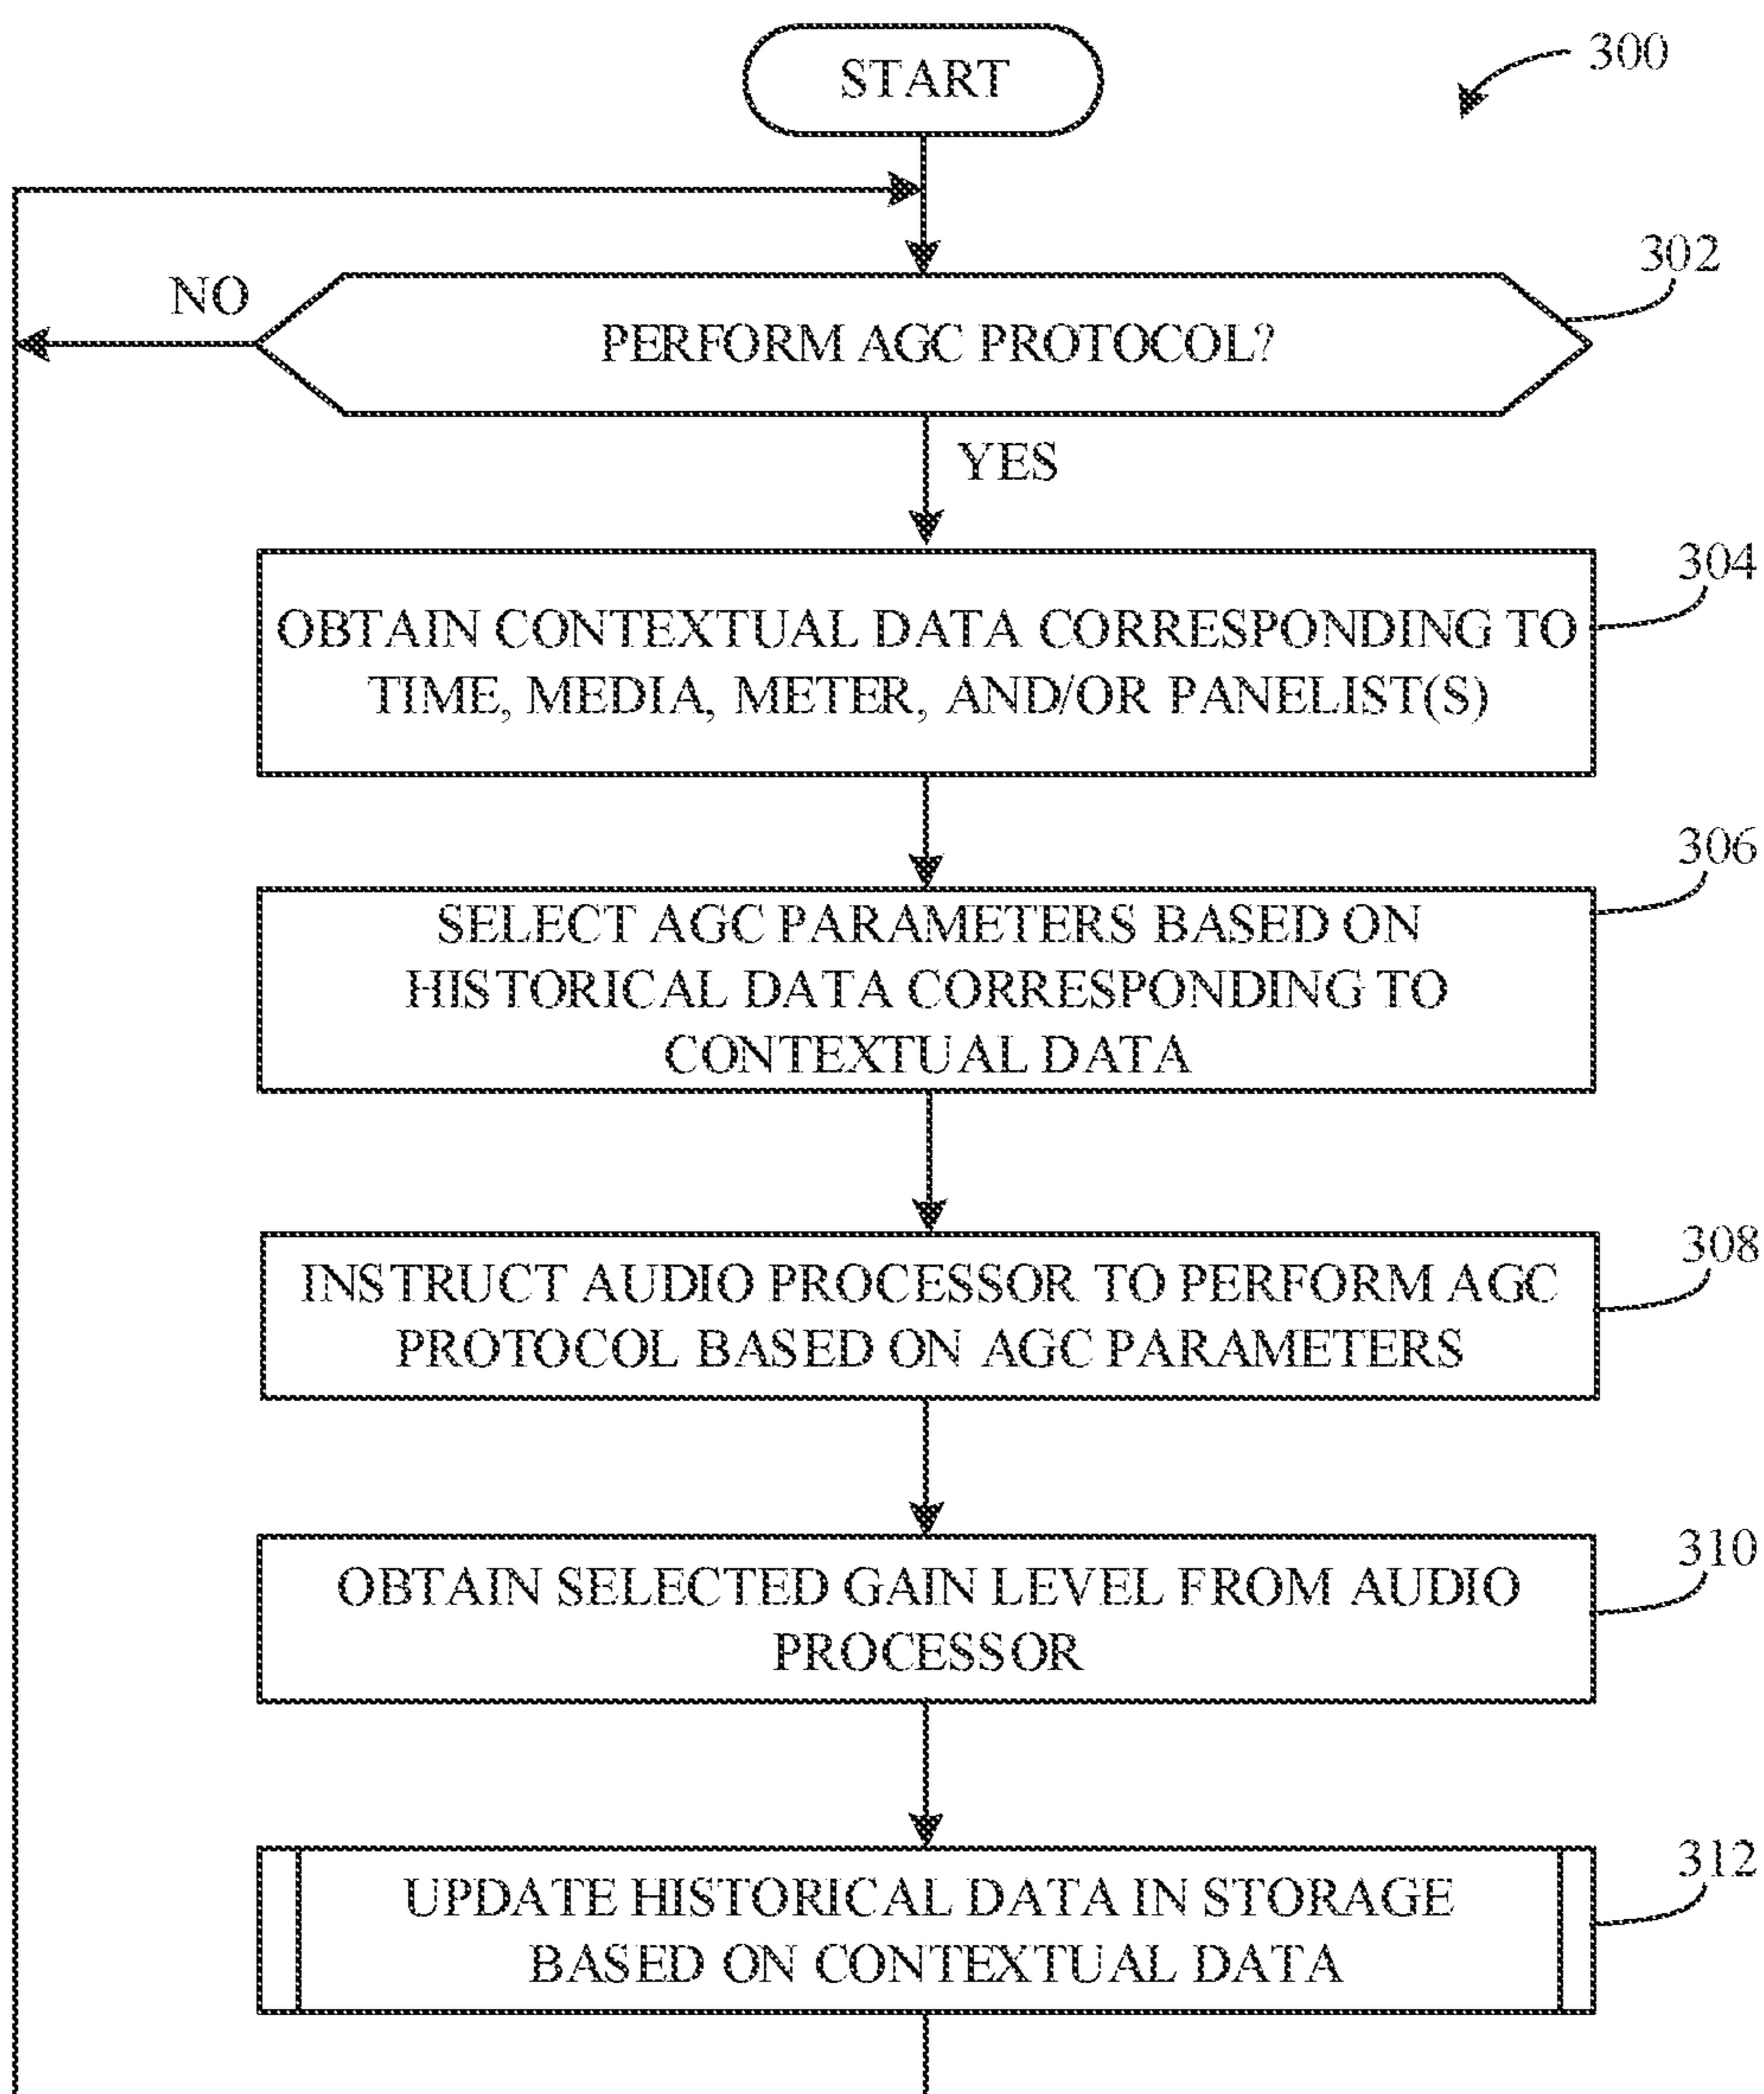 START
300
302
NO
PERFORM AGC PROTOCOL?
YES
304
OBTAIN CONTEXTUAL DATA CORRESPONDING TO
TIME, MEDIA, METER, AND/OR PANELIST(S)
306
SELECT AGC PARAMETERS BASED ON
HISTORICAL DATA CORRESPONDING TO
CONTEXTUAL DATA
308
INSTRUCT AUDIO PROCESSOR TO PERFORM AGC
PROTOCOL BASED ON AGC PARAMETERS
310
OBTAIN SELECTED GAIN LEVEL FROM AUDIO
PROCESSOR
312
UPDATE HISTORICAL DATA IN STORAGE
BASED ON CONTEXTUAL DATA